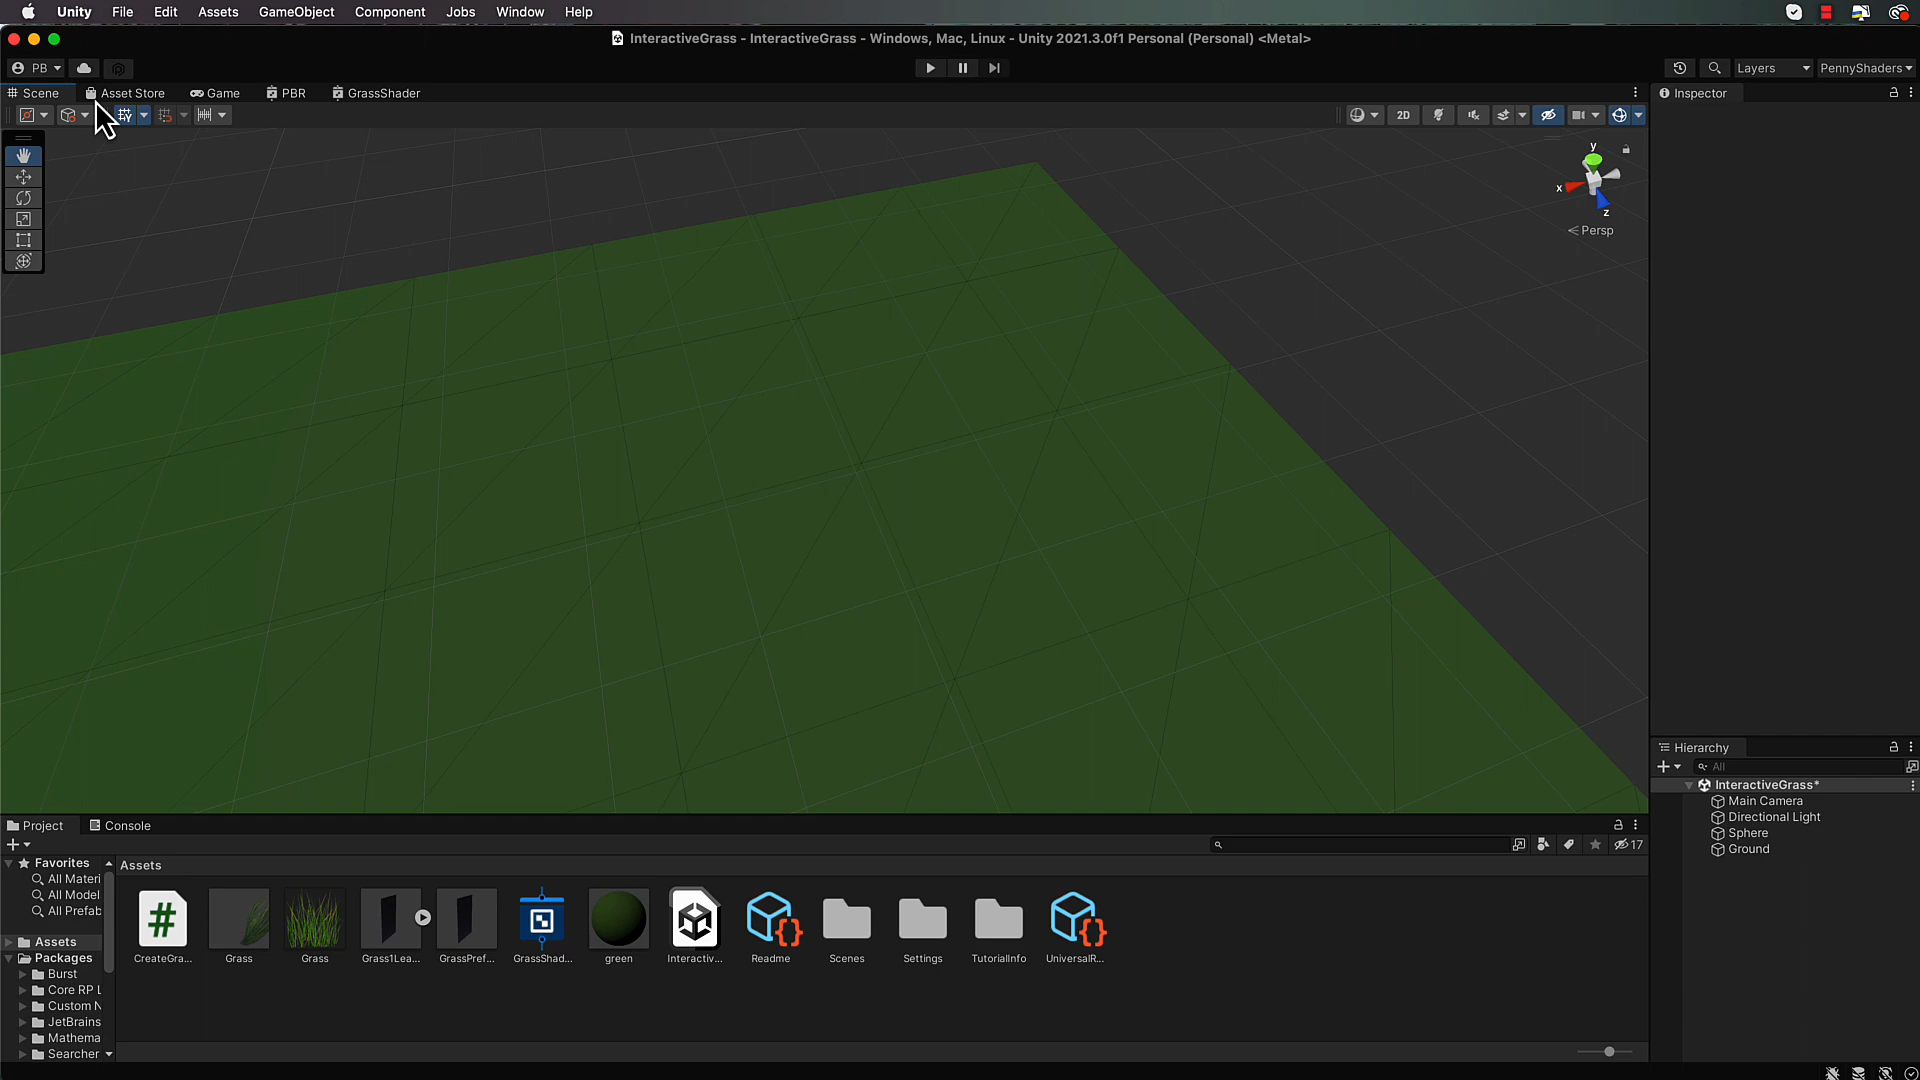 Unity File Edit Assets GameObject Component Jobs Window Help
InteractiveGrass - InteractiveGrass - Windows, Mac, Linux - Unity 2021.3.0f1 Personal (Personal) <Metal>
PB Layers PennyShaders
Scene Asset Store Game PBR GrassShader Inspector
2D
y
x
z
Persp
Hierarchy
All
InteractiveGrass*
Main Camera
Directional Light
Sphere
Ground
Project Console
17
Favorites
All Materi
All Model
All Prefab
Assets
Packages
Burst
Core RP L
Custom N
JetBrains
Mathema
Searcher
Assets
CreateGra... Grass Grass Grass1Lea... GrassPref... GrassShad... green Interactiv... Readme Scenes Settings TutorialInfo UniversalR...